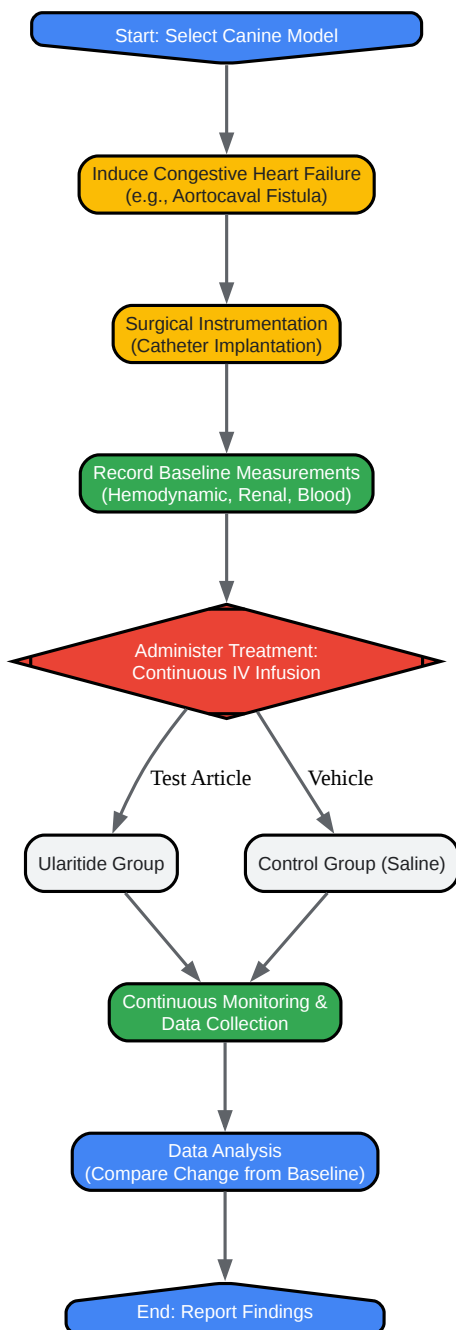 Start: Select Canine Model
Induce Congestive Heart Failure
(e.g., Aortocaval Fistula)
Surgical Instrumentation
(Catheter Implantation)
Record Baseline Measurements
(Hemodynamic, Renal, Blood)
Administer Treatment:
Continuous IV Infusion
Test Article
Vehicle
Ularitide Group
Control Group (Saline)
Continuous Monitoring &
Data Collection
Data Analysis
(Compare Change from Baseline)
End: Report Findings